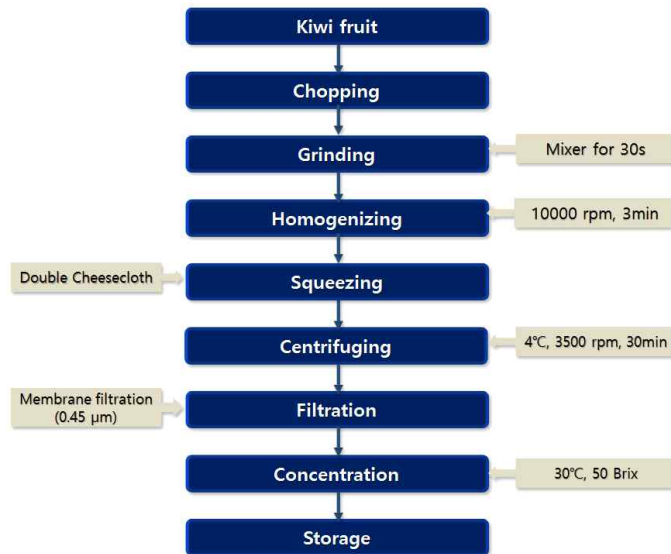 Kiwi fruit
Chopping
Grinding
Mixer for 30s
Homogenizing
10000 rpm, 3min
Double Cheesecloth
Squeezing
Centrifuging
4℃, 3500 rpm, 30min
Membrane filtration
(0.45 μm)
Filtration
Concentration
30℃, 50 Brix
Storage